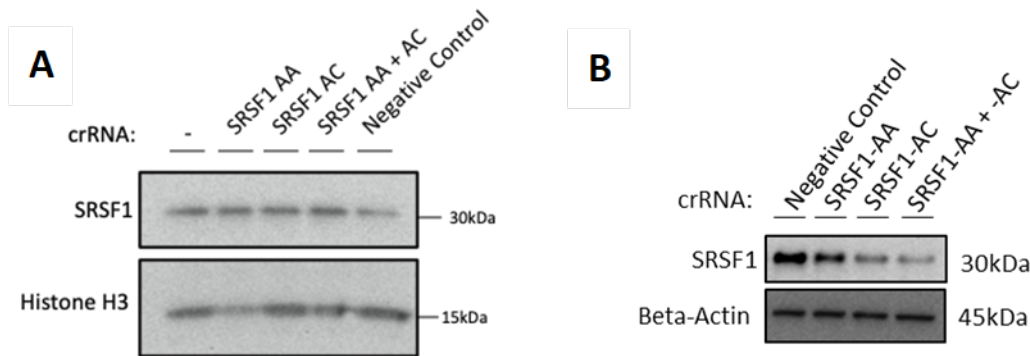 A
crRNA:
-
SRSF1 AA
SRSF1 AC
SRSF1 AA + AC
Negative Control
SRSF1
30kDa
Histone H3
15kDa
B
crRNA:
Negative Control
SRSF1-AA
SRSF1-AC
SRSF1-AA + -AC
SRSF1
30kDa
Beta-Actin
45kDa